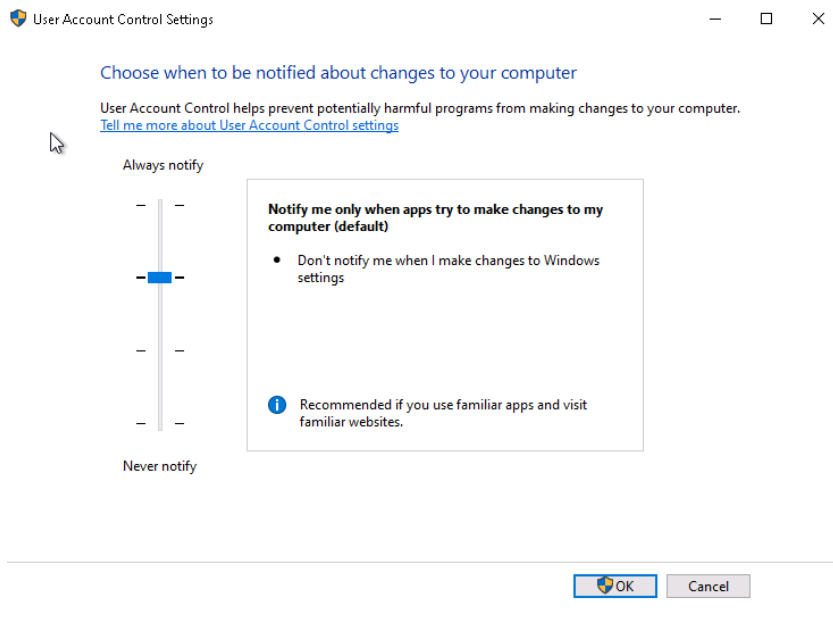 User Account Control Settings
Choose when to be notified about changes to your computer
User Account Control helps prevent potentially harmful programs from making changes to your computer.
Tell me more about User Account Control settings
Always notify
Notify me only when apps try to make changes to my
computer (default)
• Don't notify me when I make changes to Windows
settings
Recommended if you use familiar apps and visit
familiar websites.
Never notify
OK
Cancel